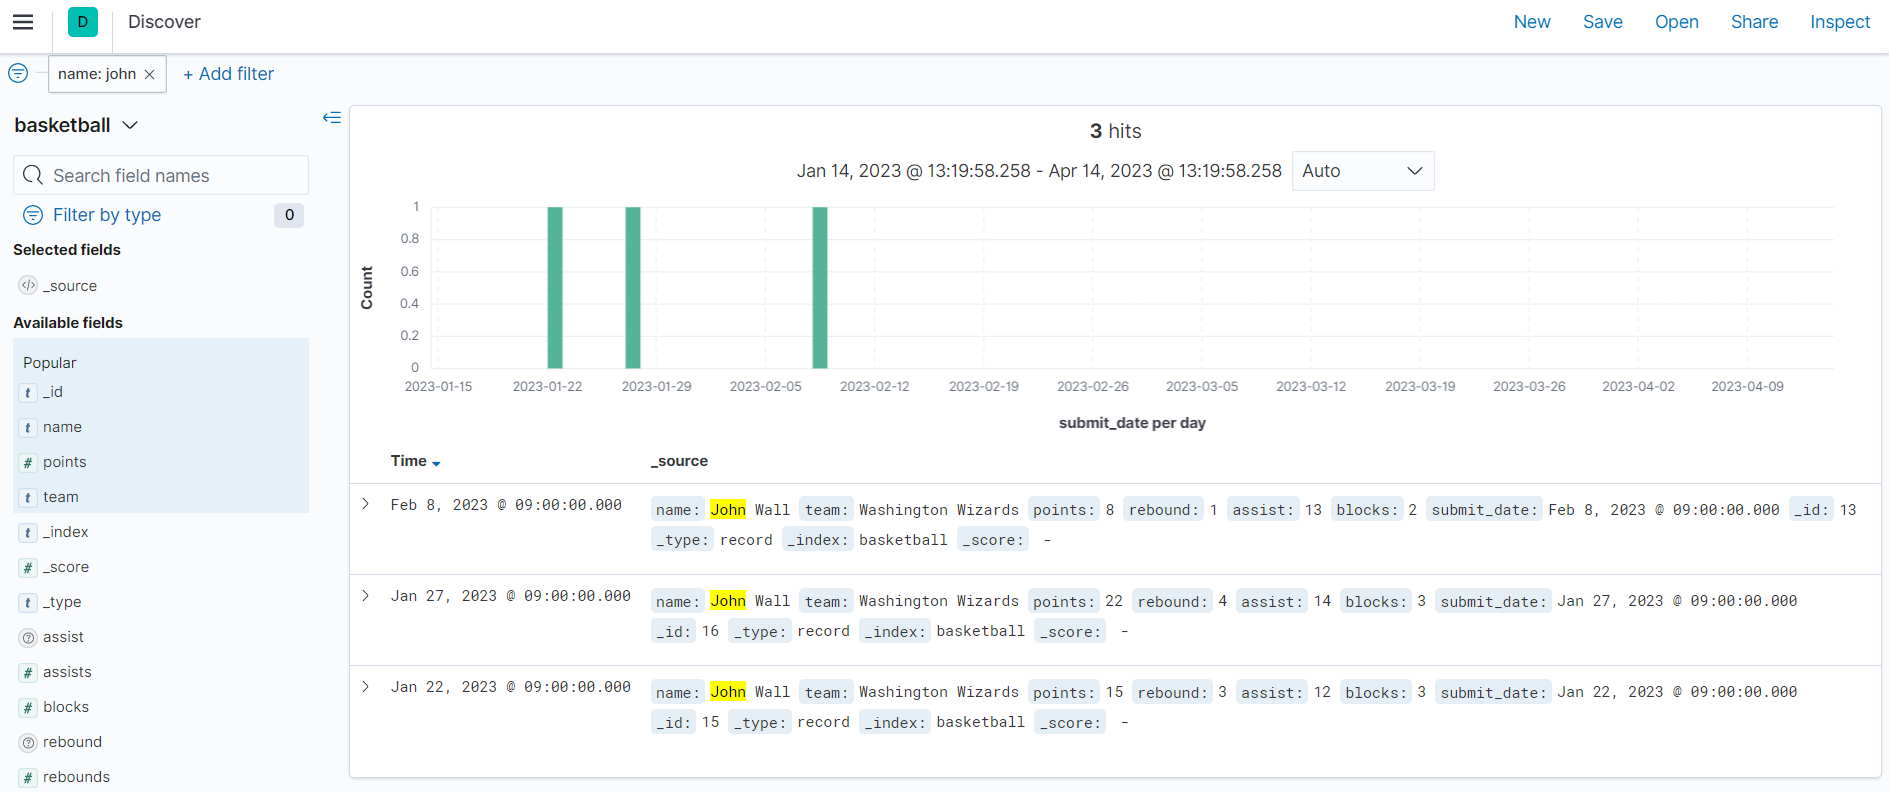 D Discover New Save Open Share Inspect
name: john × + Add filter
basketball
Search field names
Filter by type 0
Selected fields
_source
Available fields
Popular
t _id
t name
# points
t team
t _index
# _score
t _type
? assist
# assists
# blocks
? rebound
# rebounds
3 hits
Jan 14, 2023 @ 13:19:58.258 - Apr 14, 2023 @ 13:19:58.258 Auto
1
0.8
0.6
0.4
0.2
0
Count
2023-01-15 2023-01-22 2023-01-29 2023-02-05 2023-02-12 2023-02-19 2023-02-26 2023-03-05 2023-03-12 2023-03-19 2023-03-26 2023-04-02 2023-04-09
submit_date per day
Time _source
Feb 8, 2023 @ 09:00:00.000 name: John Wall team: Washington Wizards points: 8 rebound: 1 assist: 13 blocks: 2 submit_date: Feb 8, 2023 @ 09:00:00.000 _id: 13
_type: record _index: basketball _score: -
Jan 27, 2023 @ 09:00:00.000 name: John Wall team: Washington Wizards points: 22 rebound: 4 assist: 14 blocks: 3 submit_date: Jan 27, 2023 @ 09:00:00.000
_id: 16 _type: record _index: basketball _score: -
Jan 22, 2023 @ 09:00:00.000 name: John Wall team: Washington Wizards points: 15 rebound: 3 assist: 12 blocks: 3 submit_date: Jan 22, 2023 @ 09:00:00.000
_id: 15 _type: record _index: basketball _score: -